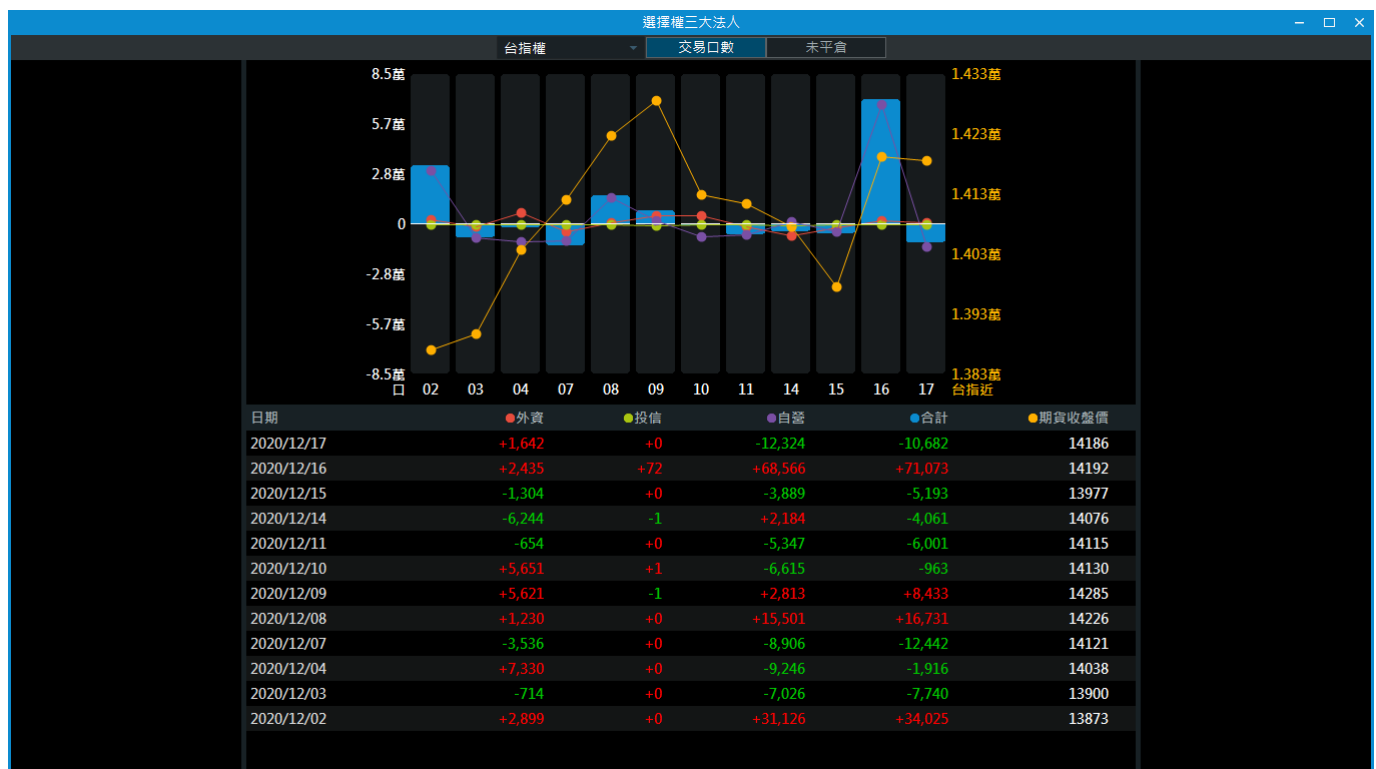 選擇權三大法人
台指權 交易口數 未平倉
8.5萬 1.433萬
5.7萬 1.423萬
2.8萬 1.413萬
0 1.403萬
-2.8萬
-5.7萬 1.393萬
-8.5萬 1.383萬
口 02 03 04 07 08 09 10 11 14 15 16 17 台指近
日期 外資 投信 自營 合計 期貨收盤價
2020/12/17 +1,642 +0 -12,324 -10,682 14186
2020/12/16 +2,435 +72 +68,566 +71,073 14192
2020/12/15 -1,304 +0 -3,889 -5,193 13977
2020/12/14 -6,244 -1 +2,184 -4,061 14076
2020/12/11 -654 +0 -5,347 -6,001 14115
2020/12/10 +5,651 +1 -6,615 -963 14130
2020/12/09 +5,621 -1 +2,813 +8,433 14285
2020/12/08 +1,230 +0 +15,501 +16,731 14226
2020/12/07 -3,536 +0 -8,906 -12,442 14121
2020/12/04 +7,330 +0 -9,246 -1,916 14038
2020/12/03 -714 +0 -7,026 -7,740 13900
2020/12/02 +2,899 +0 +31,126 +34,025 13873